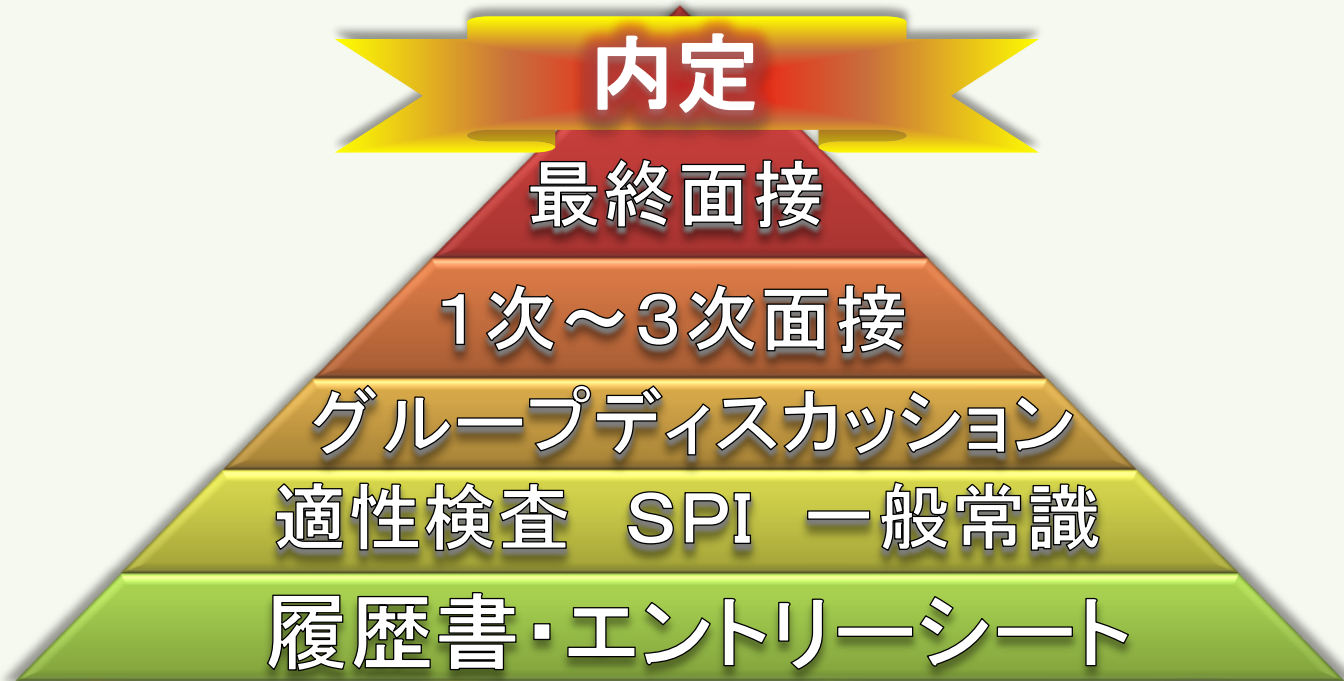 内定
最終面接
１次～３次面接
グループディスカッション
適性検査　SPI　一般常識
履歴書・エントリーシート